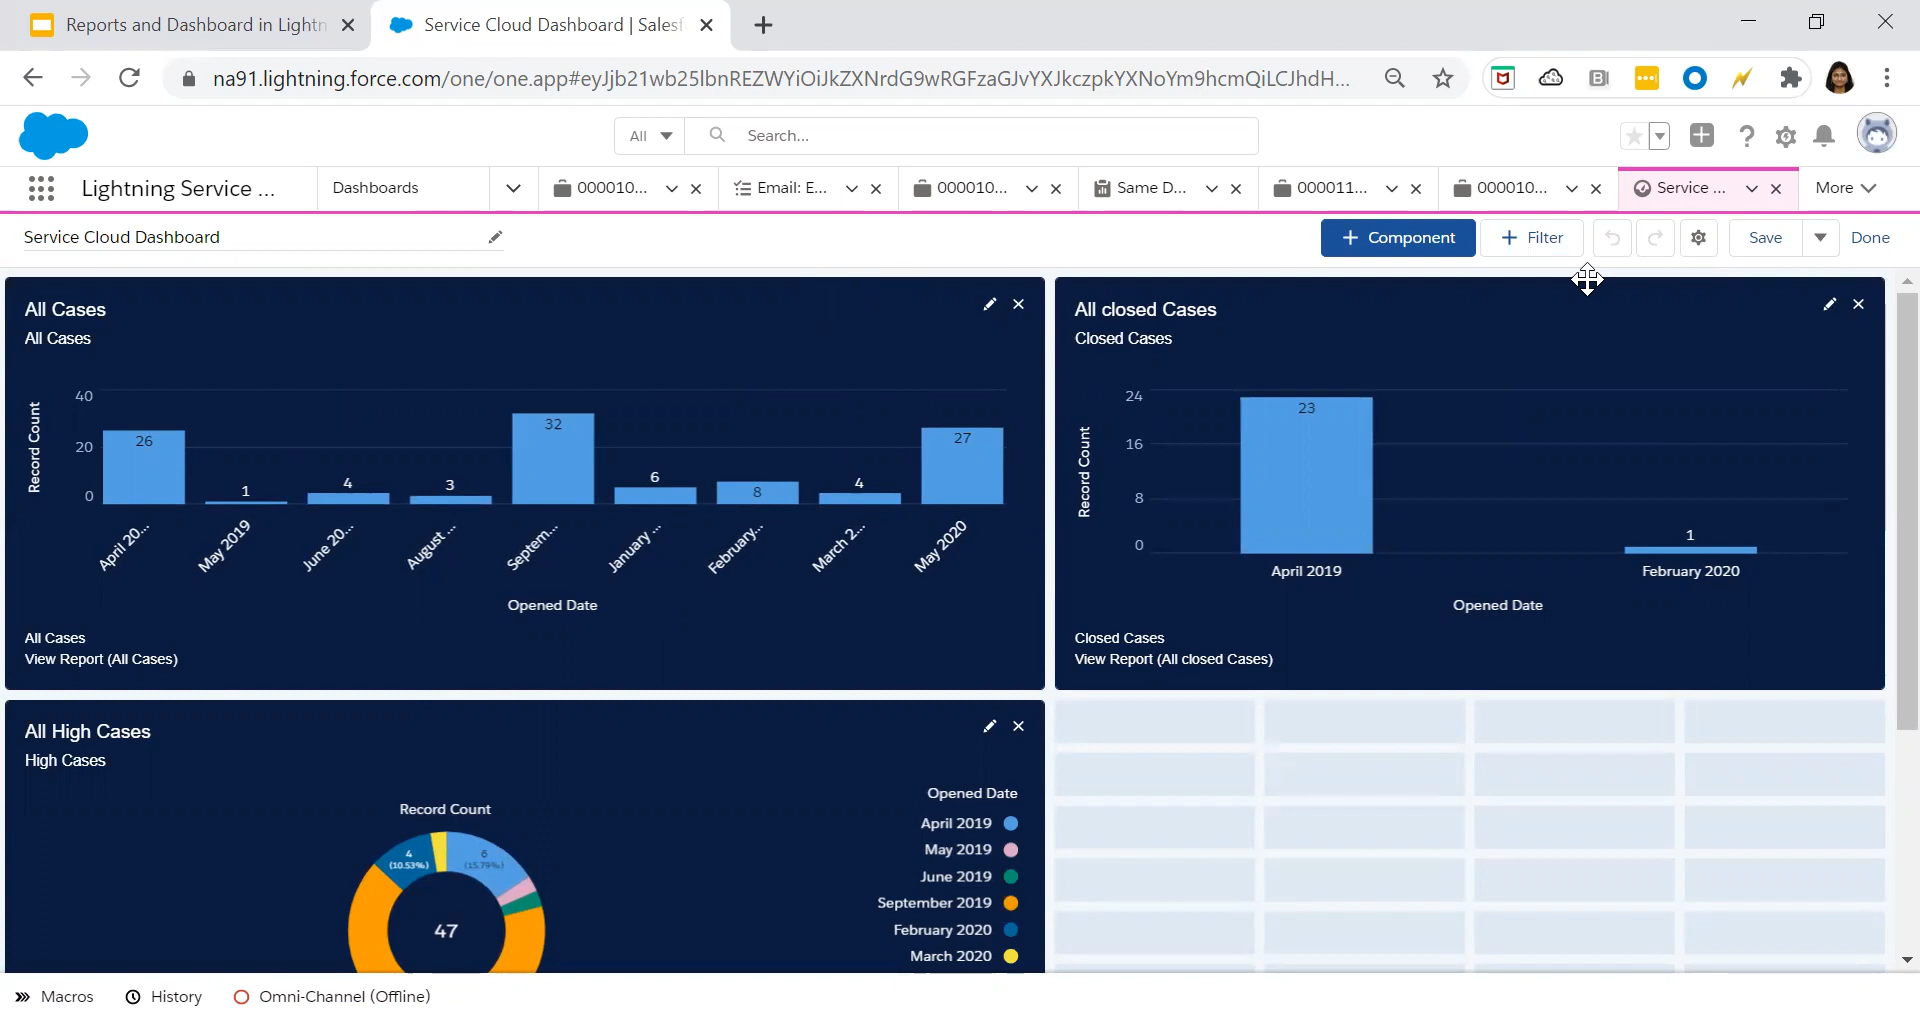 Reports and Dashboard in Lightn
Service Cloud Dashboard | Salesf
na91.lightning.force.com/one/one.app#eyJjb21wb25lbnREZWYiOiJkZXNrdG9wRGFzaGJvYXJkczpkYXNoYm9hcmQiLCJhdH...
All
Search...
Lightning Service ...
Dashboards
000010...
Email: E...
000010...
Same D...
000011...
000010...
Service ...
More
Service Cloud Dashboard
+ Component
+ Filter
Save
Done
All Cases
All Cases
Record Count
40
20
0
26
1
4
3
32
6
8
4
27
April 20...
May 2019
June 20...
August ...
Septem...
January ...
February...
March 2...
May 2020
Opened Date
All Cases
View Report (All Cases)
All closed Cases
Closed Cases
Record Count
24
16
8
0
23
1
April 2019
February 2020
Opened Date
Closed Cases
View Report (All closed Cases)
All High Cases
High Cases
Record Count
4
(10.53%)
6
(15.79%)
47
Opened Date
April 2019
May 2019
June 2019
September 2019
February 2020
March 2020
Macros
History
Omni-Channel (Offline)